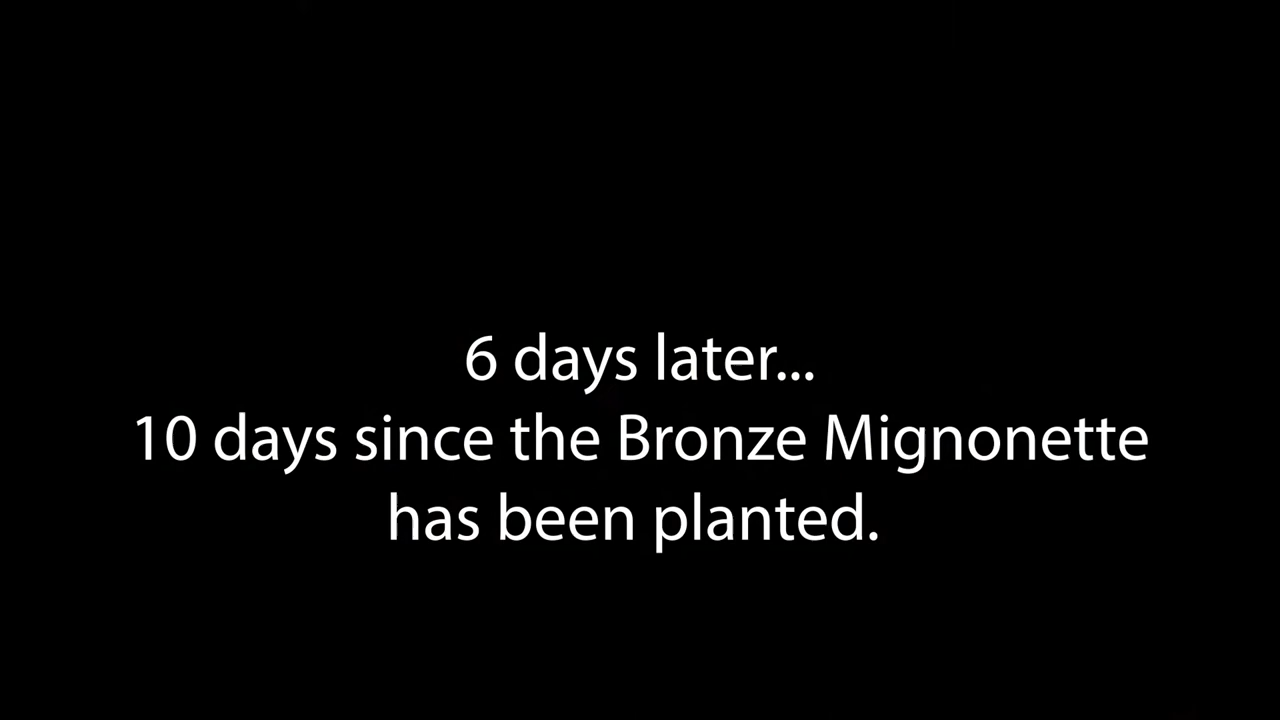 6 days later...
10 days since the Bronze Mignonette
has been planted.